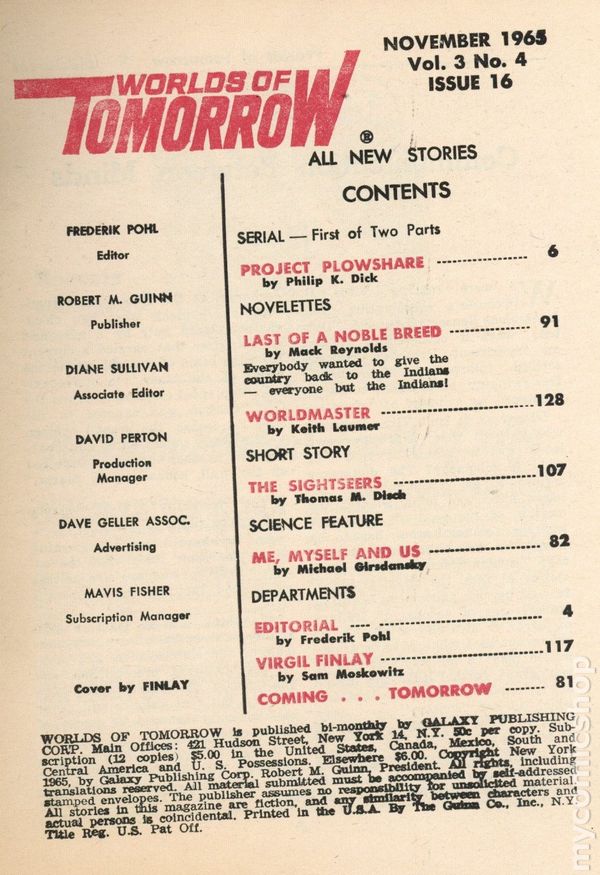 NOVEMBER 1965
Vol. 3 No. 4
ISSUE 16
WORLDS OF
TOMORROW
®
ALL NEW STORIES
CONTENTS
FREDERIK POHL
Editor
ROBERT M. GUINN
Publisher
DIANE SULLIVAN
Associate Editor
DAVID PERTON
Production
Manager
DAVE GELLER ASSOC.
Advertising
MAVIS FISHER
Subscription Manager
Cover by FINLAY
SERIAL — First of Two Parts
PROJECT PLOWSHARE ---------------- 6
by Philip K. Dick
NOVELETTES
LAST OF A NOBLE BREED -------------- 91
by Mack Reynolds
Everybody wanted to give the
country back to the Indians
— everyone but the Indians!
WORLDMASTER ------------------------128
by Keith Laumer
SHORT STORY
THE SIGHTSEERS ----------------------107
by Thomas M. Disch
SCIENCE FEATURE
ME, MYSELF AND US ----------------- 82
by Michael Girsdansky
DEPARTMENTS
EDITORIAL ---- ---------------------- 4
by Frederik Pohl
VIRGIL FINLAY ------------------------117
by Sam Moskowitz
COMING . . . TOMORROW ------ 81
WORLDS OF TOMORROW is published bi-monthly by GALAXY PUBLISHING
CORP. Main Offices: 421 Hudson Street, New York 14, N.Y. 50c per copy. Sub-
scription (12 copies) $5.00 in the United States, Canada, Mexico, South and
Central America and U. S. Possessions. Elsewhere $6.00. Copyright New York
1965, by Galaxy Publishing Corp. Robert M. Guinn, President. All rights, including
translations reserved. All material submitted must be accompanied by self-addressed
stamped envelopes. The publisher assumes no responsibility for unsolicited material.
All stories in this magazine are fiction, and any similarity between characters and
actual persons is coincidental. Printed in the U.S.A. By The Guinn Co., Inc., N.Y.
Title Reg. U.S. Pat Off.
mycomicshop